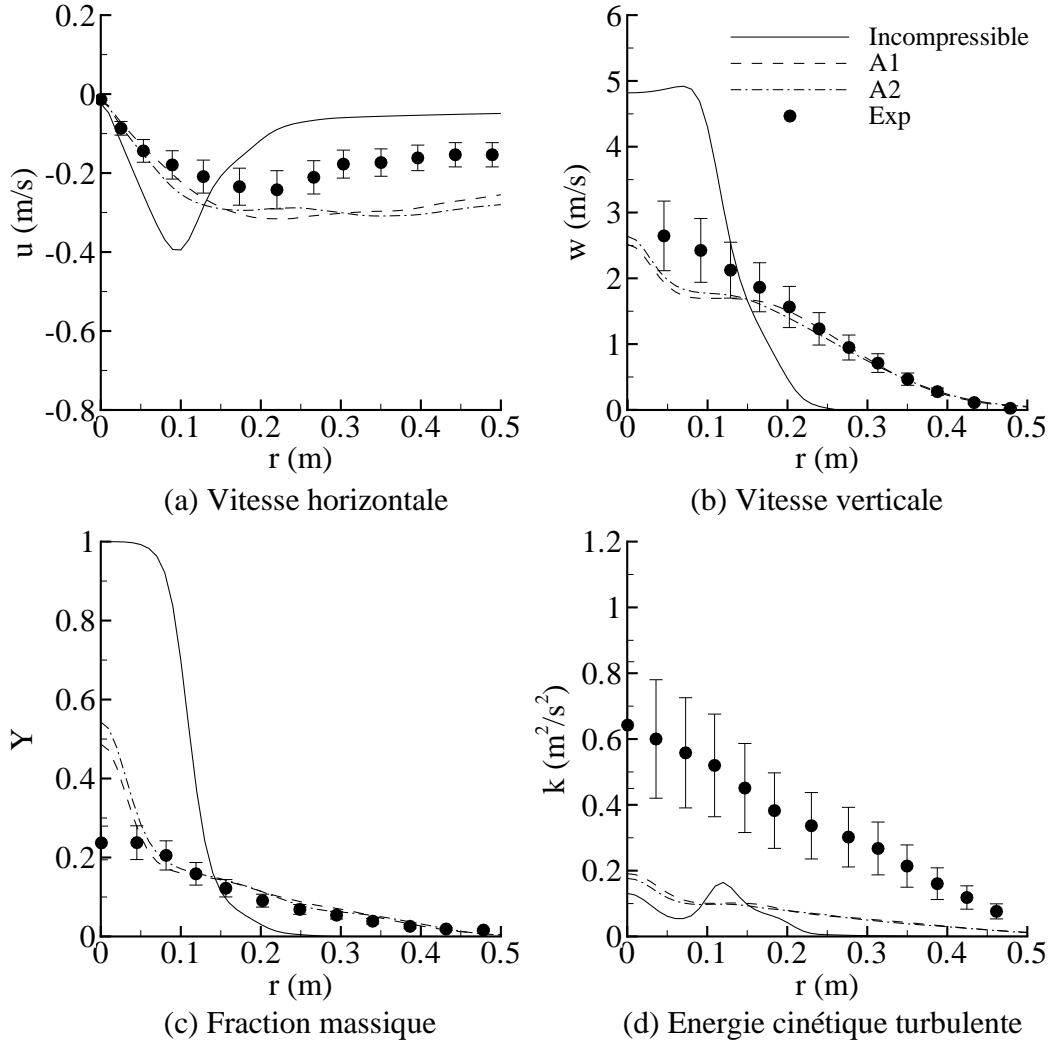 0.2
0
-0.2
-0.4
-0.6
-0.8
u (m/s)
0 0.1 0.2 0.3 0.4 0.5
r (m)
(a) Vitesse horizontale
Incompressible
A1
A2
Exp
6
5
4
3
2
1
0
w (m/s)
0 0.1 0.2 0.3 0.4 0.5
r (m)
(b) Vitesse verticale
1
0.8
0.6
0.4
0.2
0
Y
0 0.1 0.2 0.3 0.4 0.5
r (m)
(c) Fraction massique
1.2
1
0.8
0.6
0.4
0.2
0
k (m²/s²)
0 0.1 0.2 0.3 0.4 0.5
r (m)
(d) Energie cinétique turbulente